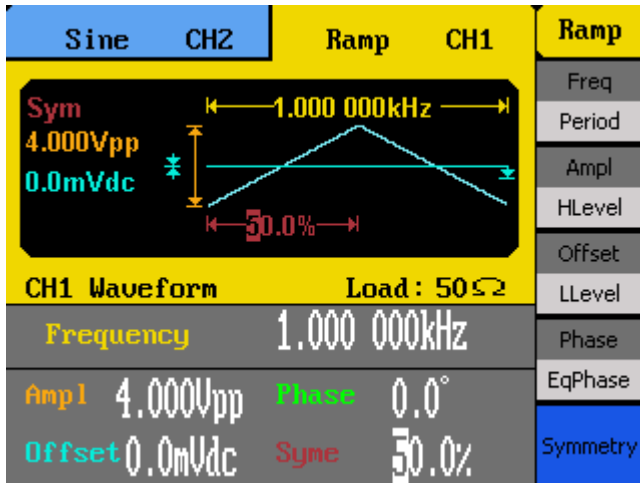 Sine CH2 Ramp CH1 Ramp
Sym 1.000 000kHz
4.000Vpp
0.0mVdc
50.0%
CH1 Waveform Load: 50Ω
Frequency 1.000 000kHz
Ampl 4.000Vpp Phase 0.0°
Offset 0.0mVdc Syme 50.0%
Freq
Period
Ampl
HLevel
Offset
LLevel
Phase
EqPhase
Symmetry